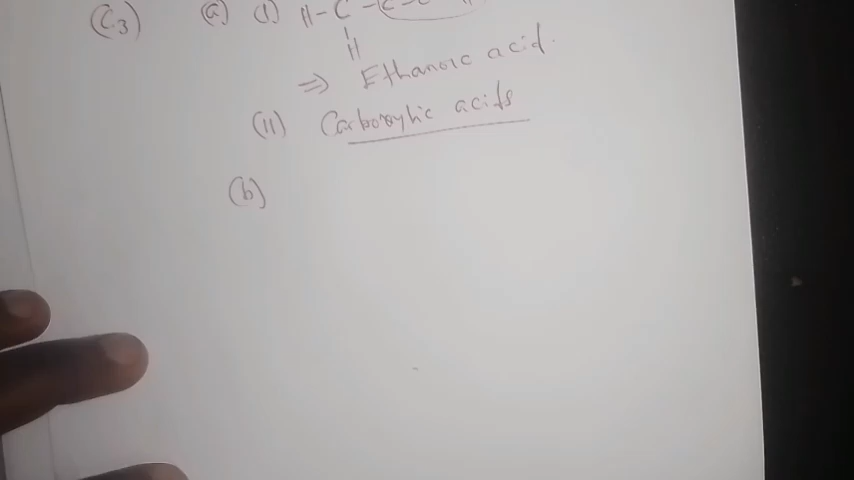 (C3) (a) (I) H-C-C-
H
=> Ethanoic acid.
(II) Carboxylic acids
(b)